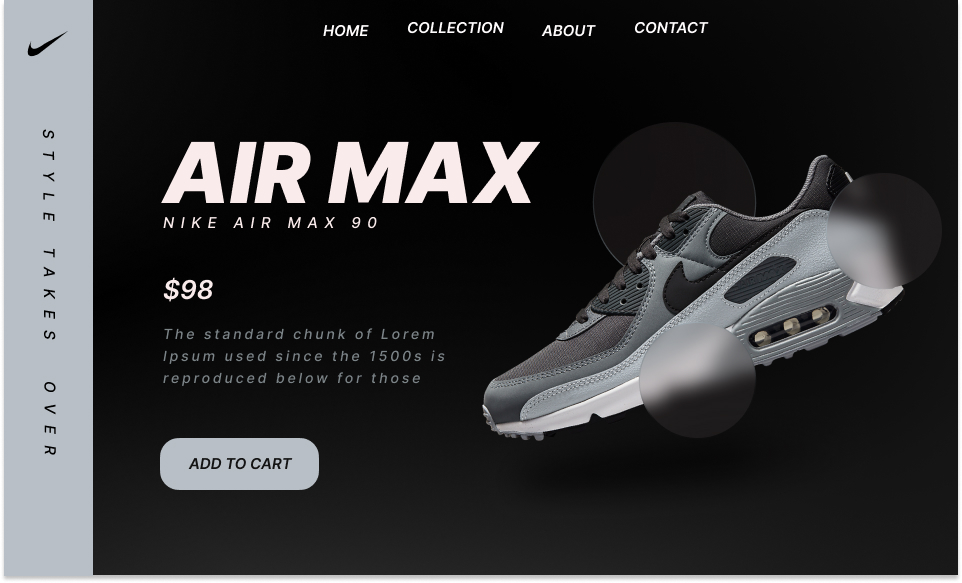 HOME COLLECTION ABOUT CONTACT
STYLE TAKES OVER
AIR MAX
NIKE AIR MAX 90
$98
The standard chunk of Lorem
Ipsum used since the 1500s is
reproduced below for those
ADD TO CART